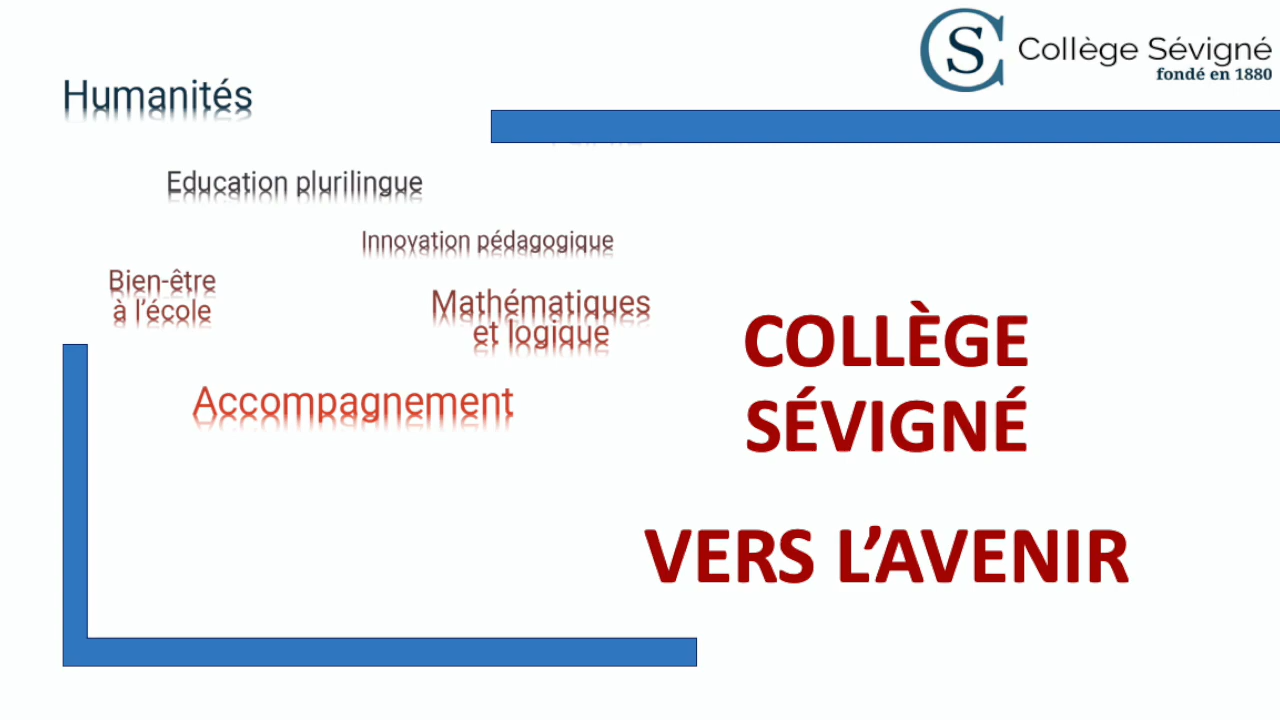 S
Collège Sévigné
fondé en 1880
Humanités
Education plurilingue
Innovation pédagogique
Bien-être
à l'école
Mathématiques
et logique
Accompagnement
COLLÈGE
SÉVIGNÉ
VERS L’AVENIR